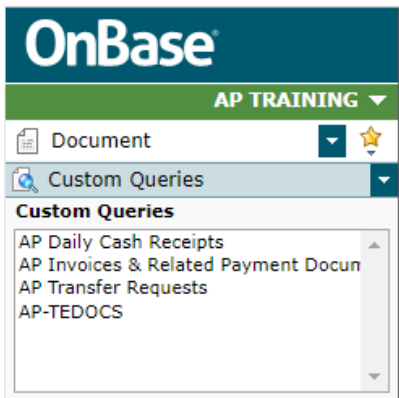 OnBase®
AP TRAINING
Document
Custom Queries
Custom Queries
AP Daily Cash Receipts
AP Invoices & Related Payment Docum
AP Transfer Requests
AP-TEDOCS